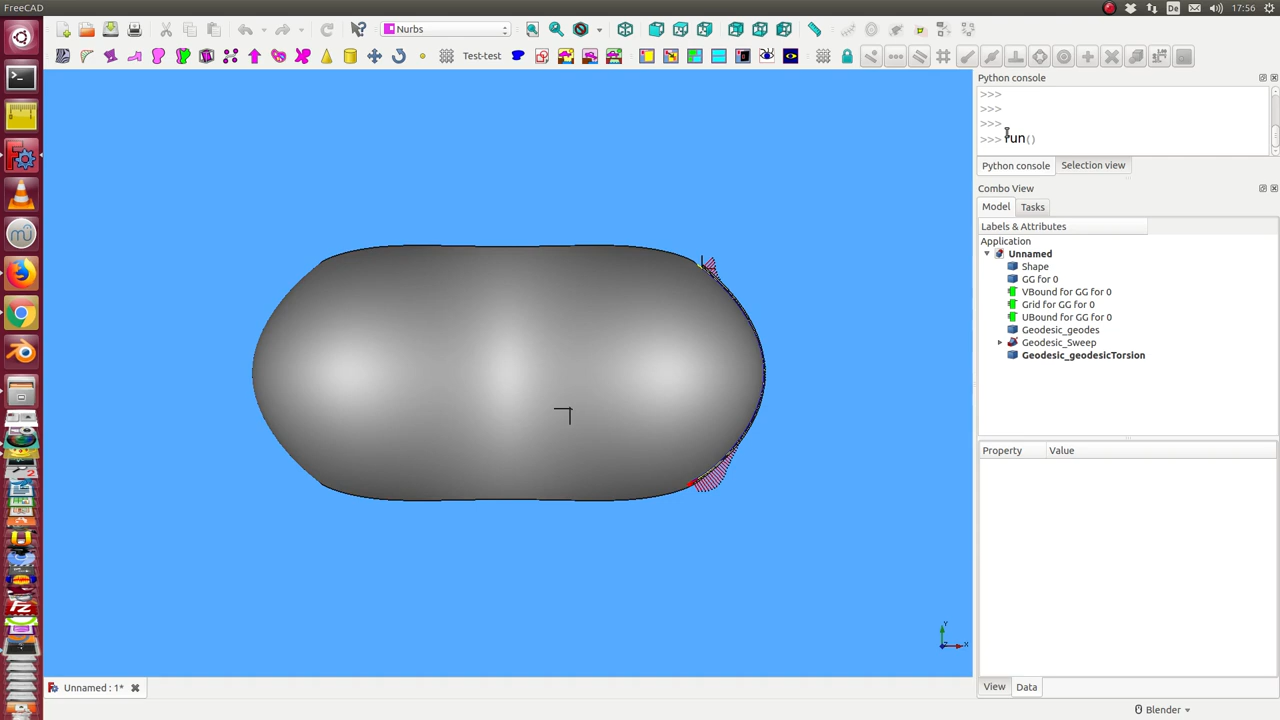 FreeCAD
De
17:56
Nurbs
Test-test
Python console
>>>
>>>
>>>
>>> run()
Python console
Selection view
Combo View
Model
Tasks
Labels & Attributes
Application
Unnamed
Shape
GG for 0
VBound for GG for 0
Grid for GG for 0
UBound for GG for 0
Geodesic_geodes
Geodesic_Sweep
Geodesic_geodesicTorsion
Property
Value
Y
X
Unnamed : 1*
View
Data
Blender